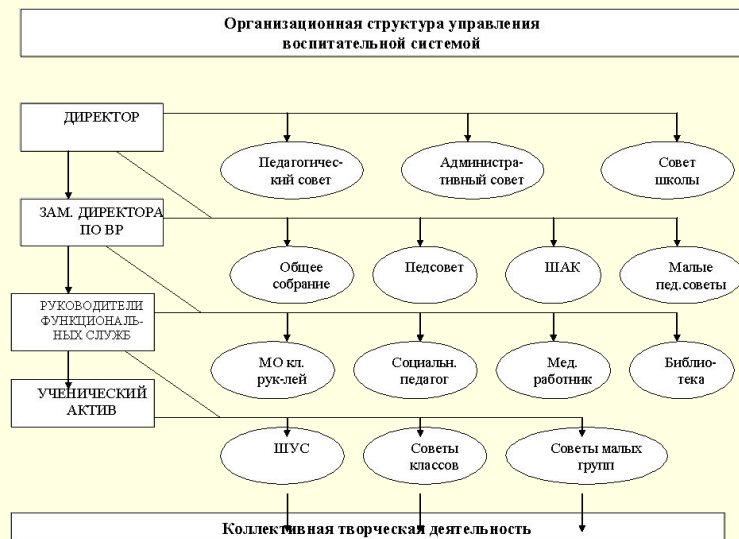 Организационная структура управления
воспитательной системой
ДИРЕКТОР
Педагогичес-
кий совет
Администра-
тивный совет
Совет
школы
ЗАМ. ДИРЕКТОРА
ПО ВР
Общее
собрание
Педсовет
ШАК
Малые
пед.советы
РУКОВОДИТЕЛИ
ФУНКЦИОНАЛЬ-
НЫХ СЛУЖБ
МО кл.
рук-лей
Социальн.
педагог
Мед.
работник
Библио-
тека
УЧЕНИЧЕСКИЙ
АКТИВ
ШУС
Советы
классов
Советы малых
групп
Коллективная творческая деятельность